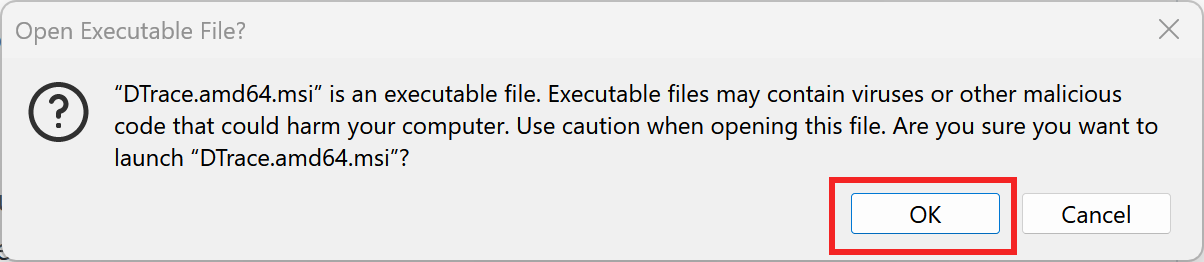 Open Executable File?
“DTrace.amd64.msi” is an executable file. Executable files may contain viruses or other malicious
code that could harm your computer. Use caution when opening this file. Are you sure you want to
launch “DTrace.amd64.msi”?
OK
Cancel